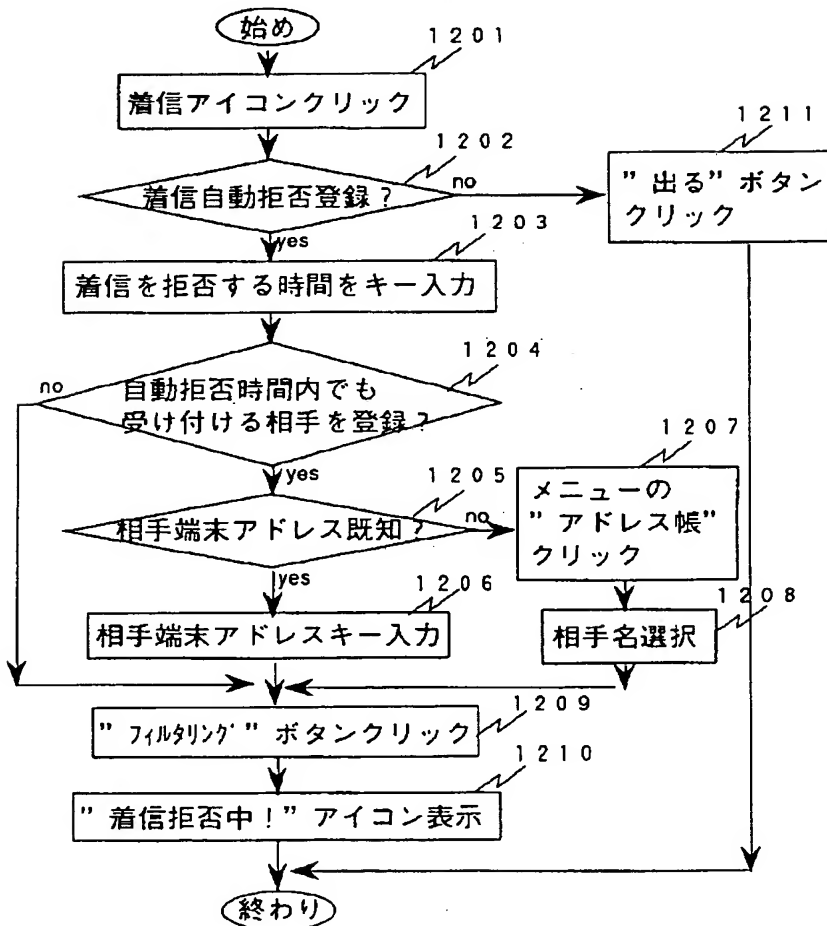 始め
1201
着信アイコンクリック
1202
着信自動拒否登録?
no
yes
1211
”出る”ボタン
クリック
1203
着信を拒否する時間をキー入力
1204
no
自動拒否時間内でも
受け付ける相手を登録?
yes
1205
相手端末アドレス既知?
no
yes
1207
メニューの
”アドレス帳”
クリック
1206
相手端末アドレスキー入力
1208
相手名選択
1209
”フィルタリング”ボタンクリック
1210
”着信拒否中!”アイコン表示
終わり